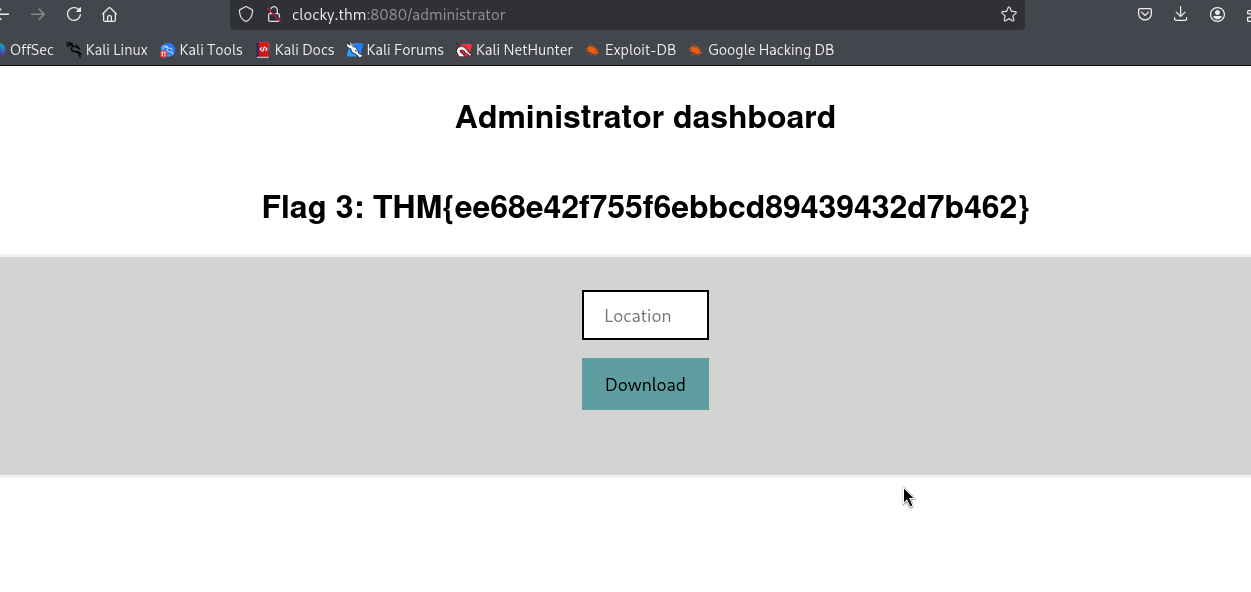 clocky.thm:8080/administrator
OffSec Kali Linux Kali Tools Kali Docs Kali Forums Kali NetHunter Exploit-DB Google Hacking DB
Administrator dashboard
Flag 3: THM{ee68e42f755f6ebbcd89439432d7b462}
Location
Download